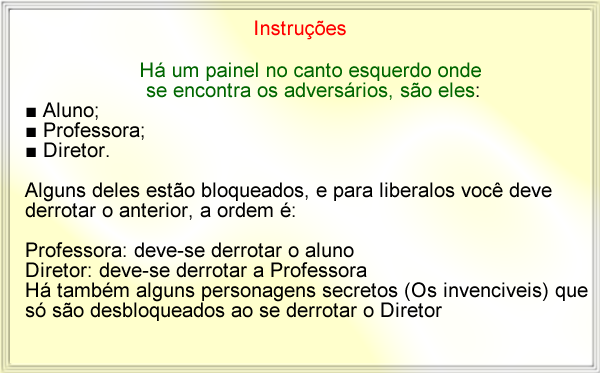 Instruções
Há um painel no canto esquerdo onde
se encontra os adversários, são eles:
■ Aluno;
■ Professora;
■ Diretor.
Alguns deles estão bloqueados, e para liberalos você deve
derrotar o anterior, a ordem é:
Professora: deve-se derrotar o aluno
Diretor: deve-se derrotar a Professora
Há também alguns personagens secretos (Os invenciveis) que
só são desbloqueados ao se derrotar o Diretor